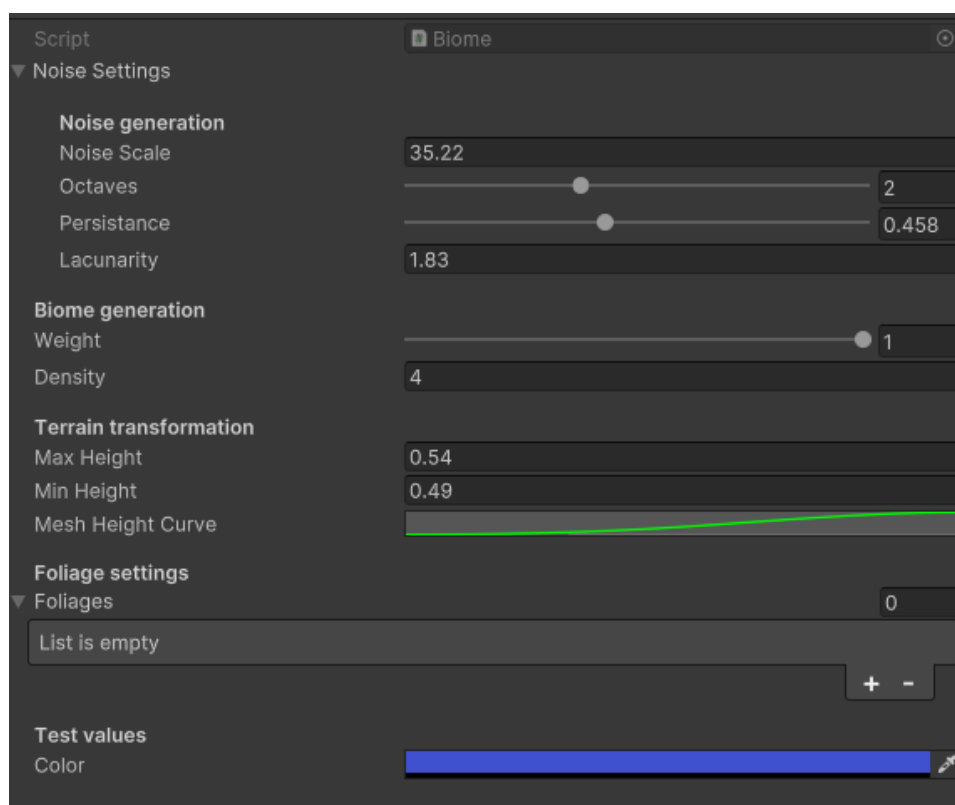 Script Biome
Noise Settings
Noise generation
Noise Scale 35.22
Octaves 2
Persistance 0.458
Lacunarity 1.83
Biome generation
Weight 1
Density 4
Terrain transformation
Max Height 0.54
Min Height 0.49
Mesh Height Curve
Foliage settings
Foliages 0
List is empty
+ -
Test values
Color